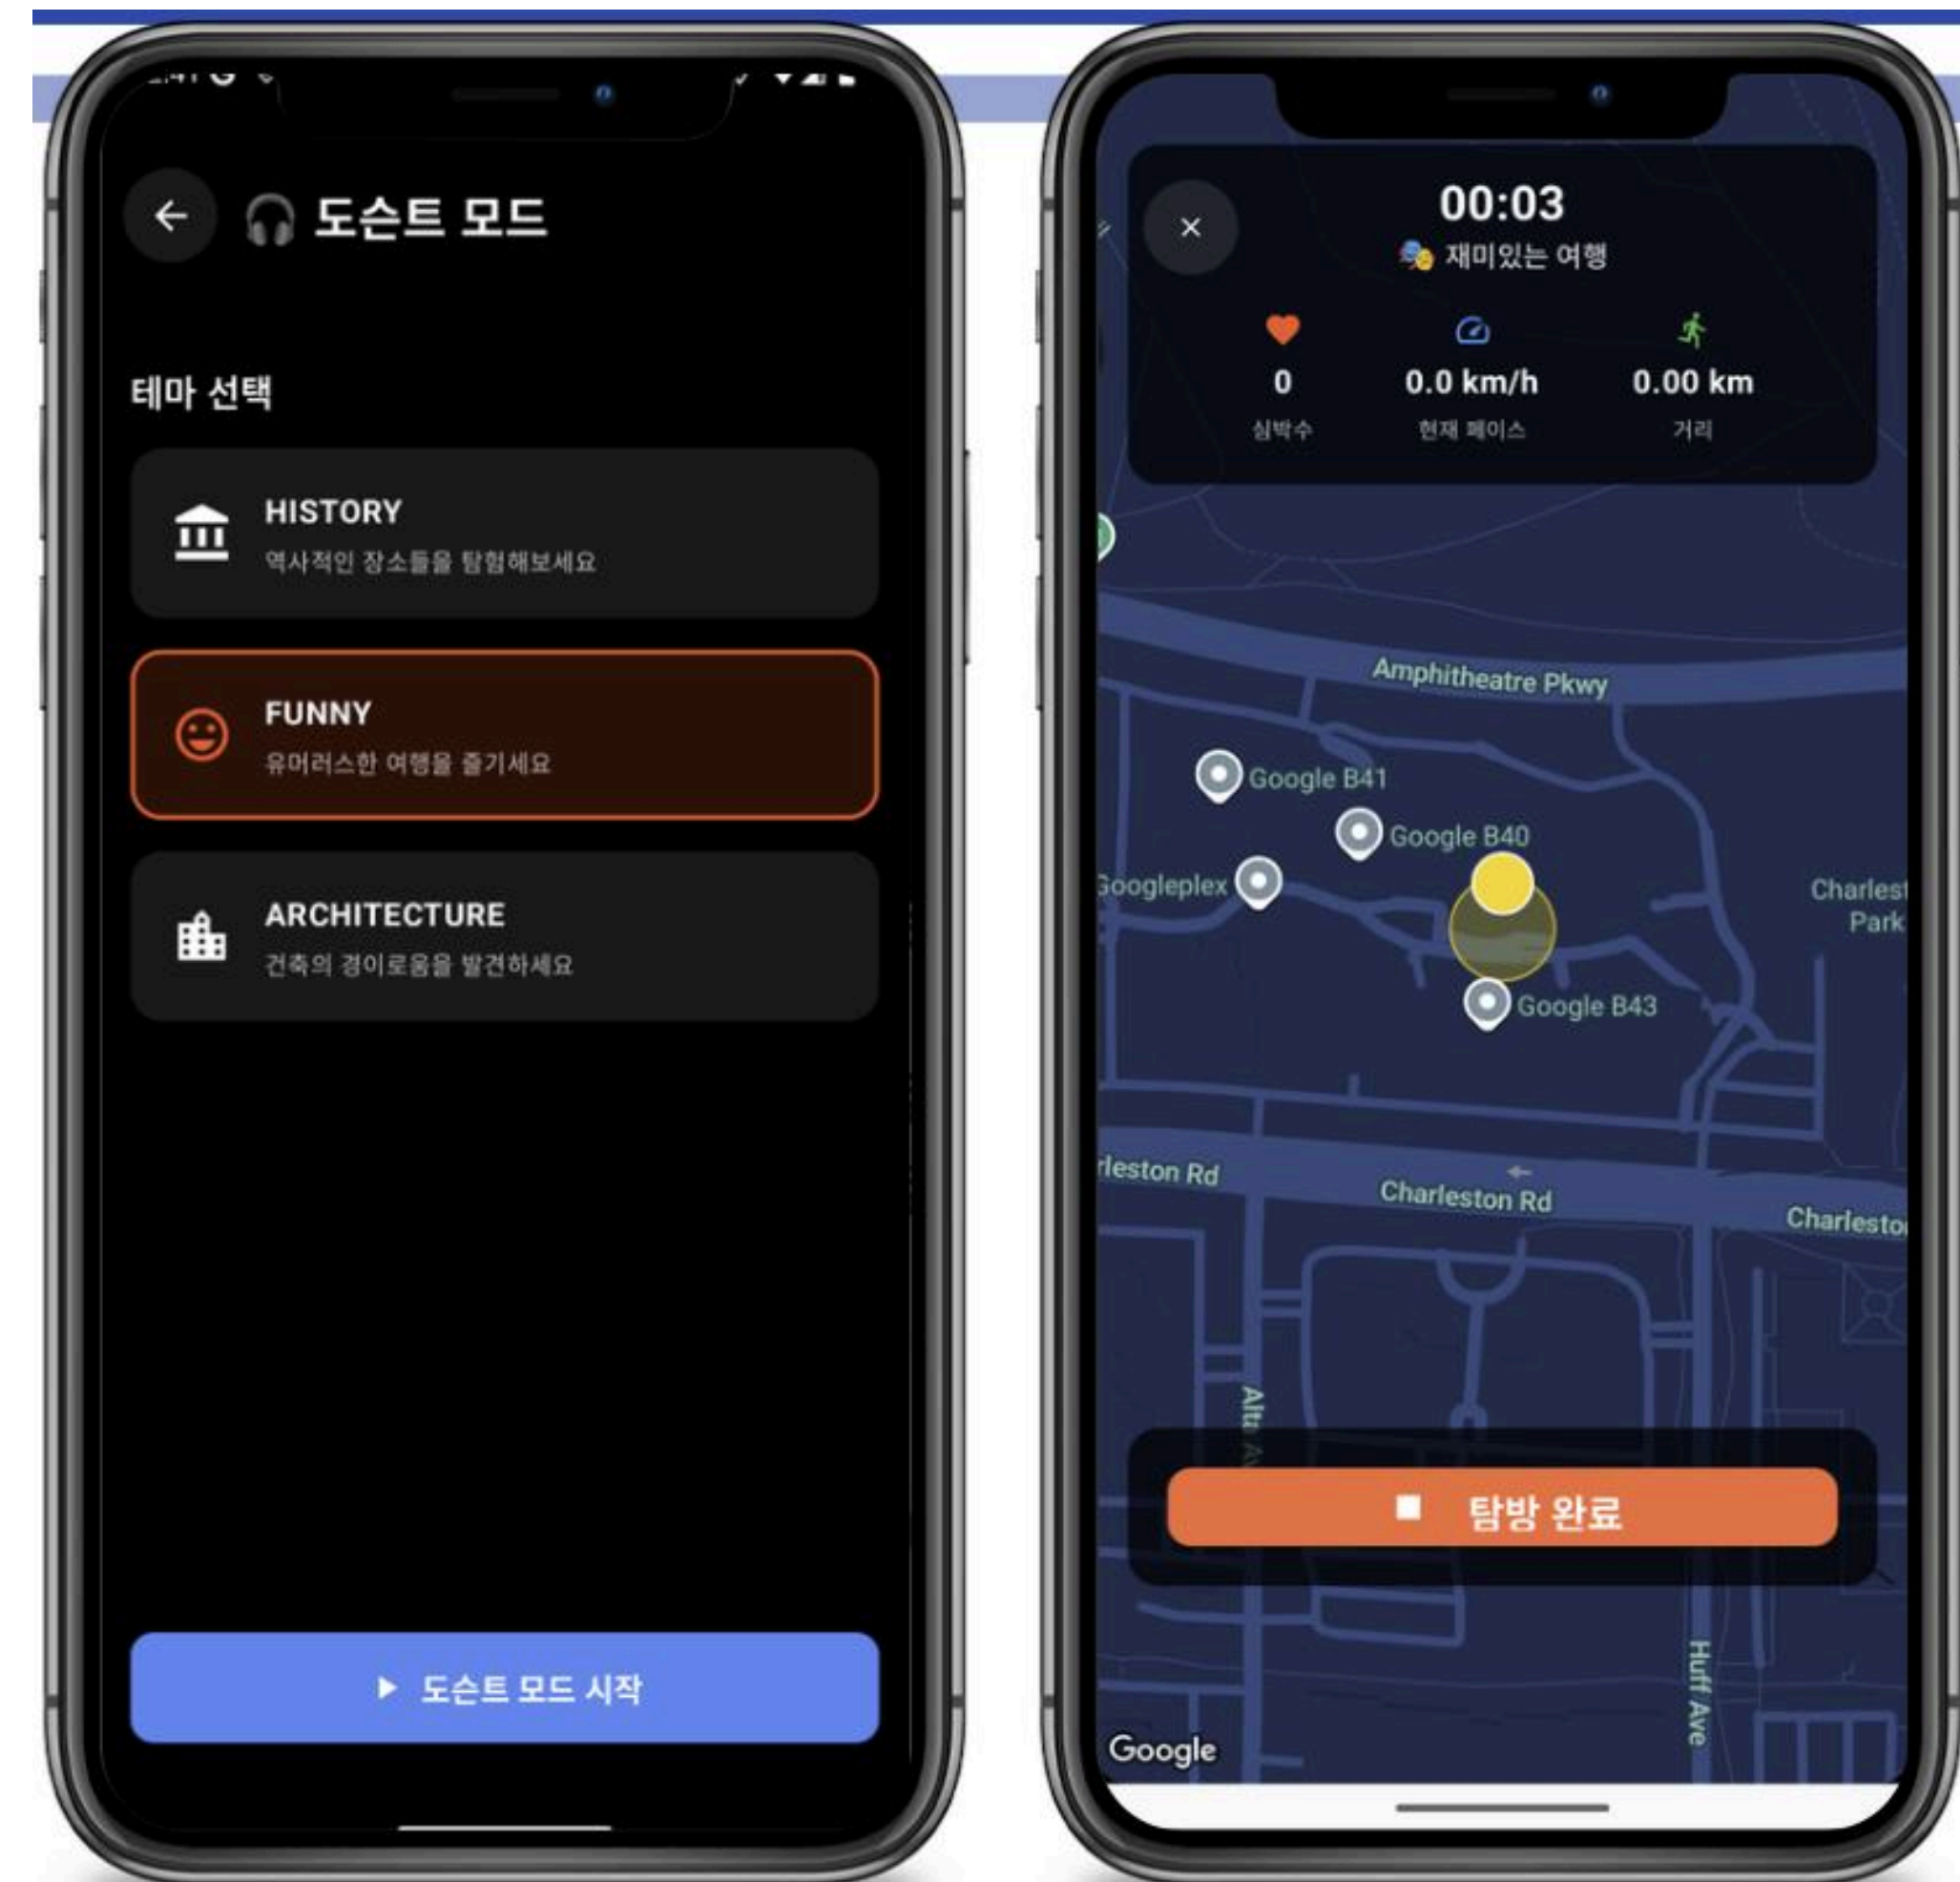 도슨트 모드
테마 선택
HISTORY
역사적인 장소들을 탐험해보세요
FUNNY
유머러스한 여행을 즐기세요
ARCHITECTURE
건축의 경이로움을 발견하세요
도슨트 모드 시작
00:03
재미있는 여행
0
0.0 km/h
0.00 km
심박수
현재 페이스
거리
Amphitheatre Pkwy
Google B41
Google B40
Googleplex
Park
Google B43
Charleston Rd
Huff Ave
탐방 완료
Google